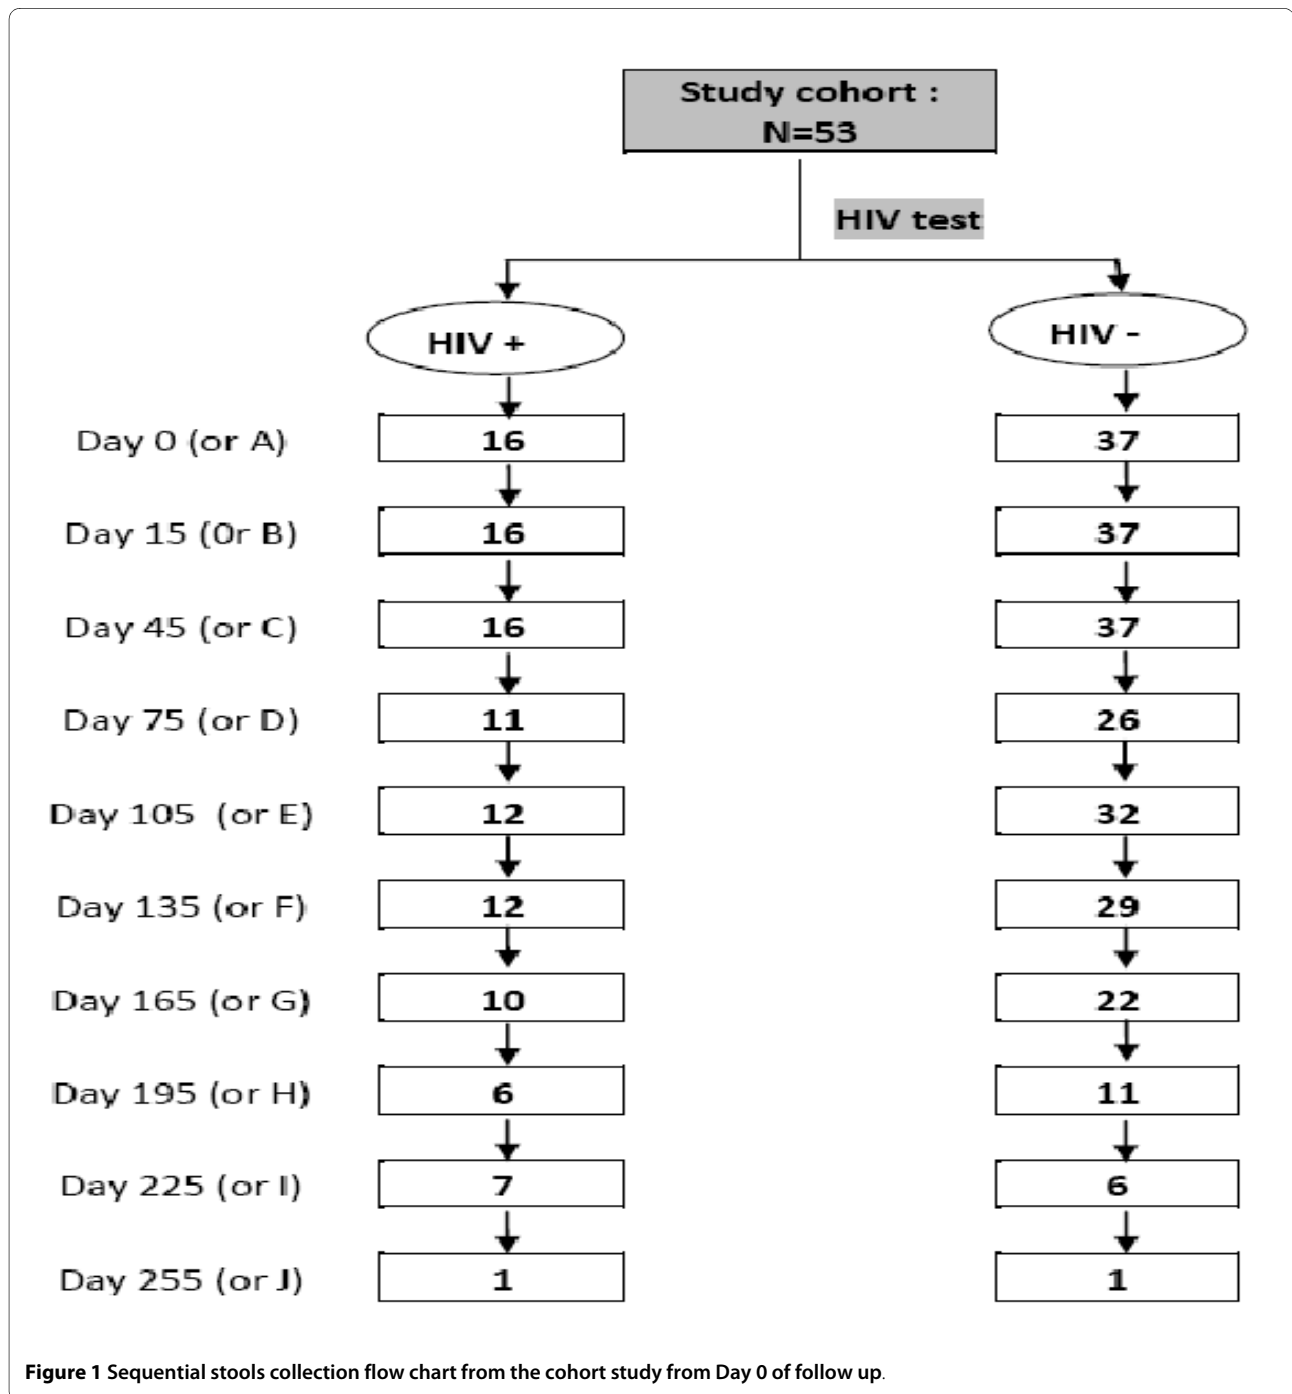 Study cohort :
N=53
HIV test
HIV +
HIV -
Day 0 (or A) 16 37
Day 15 (0r B) 16 37
Day 45 (or C) 16 37
Day 75 (or D) 11 26
Day 105 (or E) 12 32
Day 135 (or F) 12 29
Day 165 (or G) 10 22
Day 195 (or H) 6 11
Day 225 (or I) 7 6
Day 255 (or J) 1 1
Figure 1 Sequential stools collection flow chart from the cohort study from Day 0 of follow up.